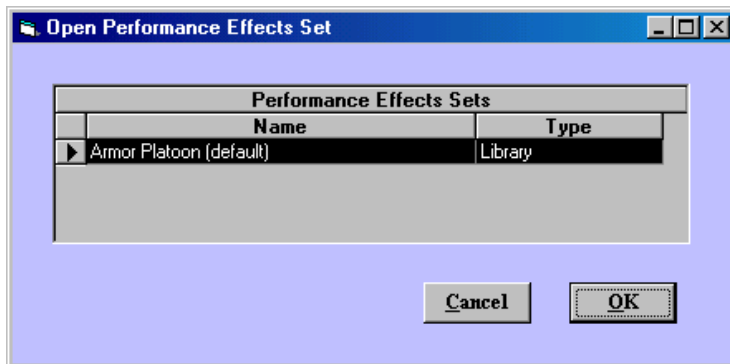 Open Performance Effects Set
Performance Effects Sets
Name Type
Armor Platoon (default) Library
Cancel OK